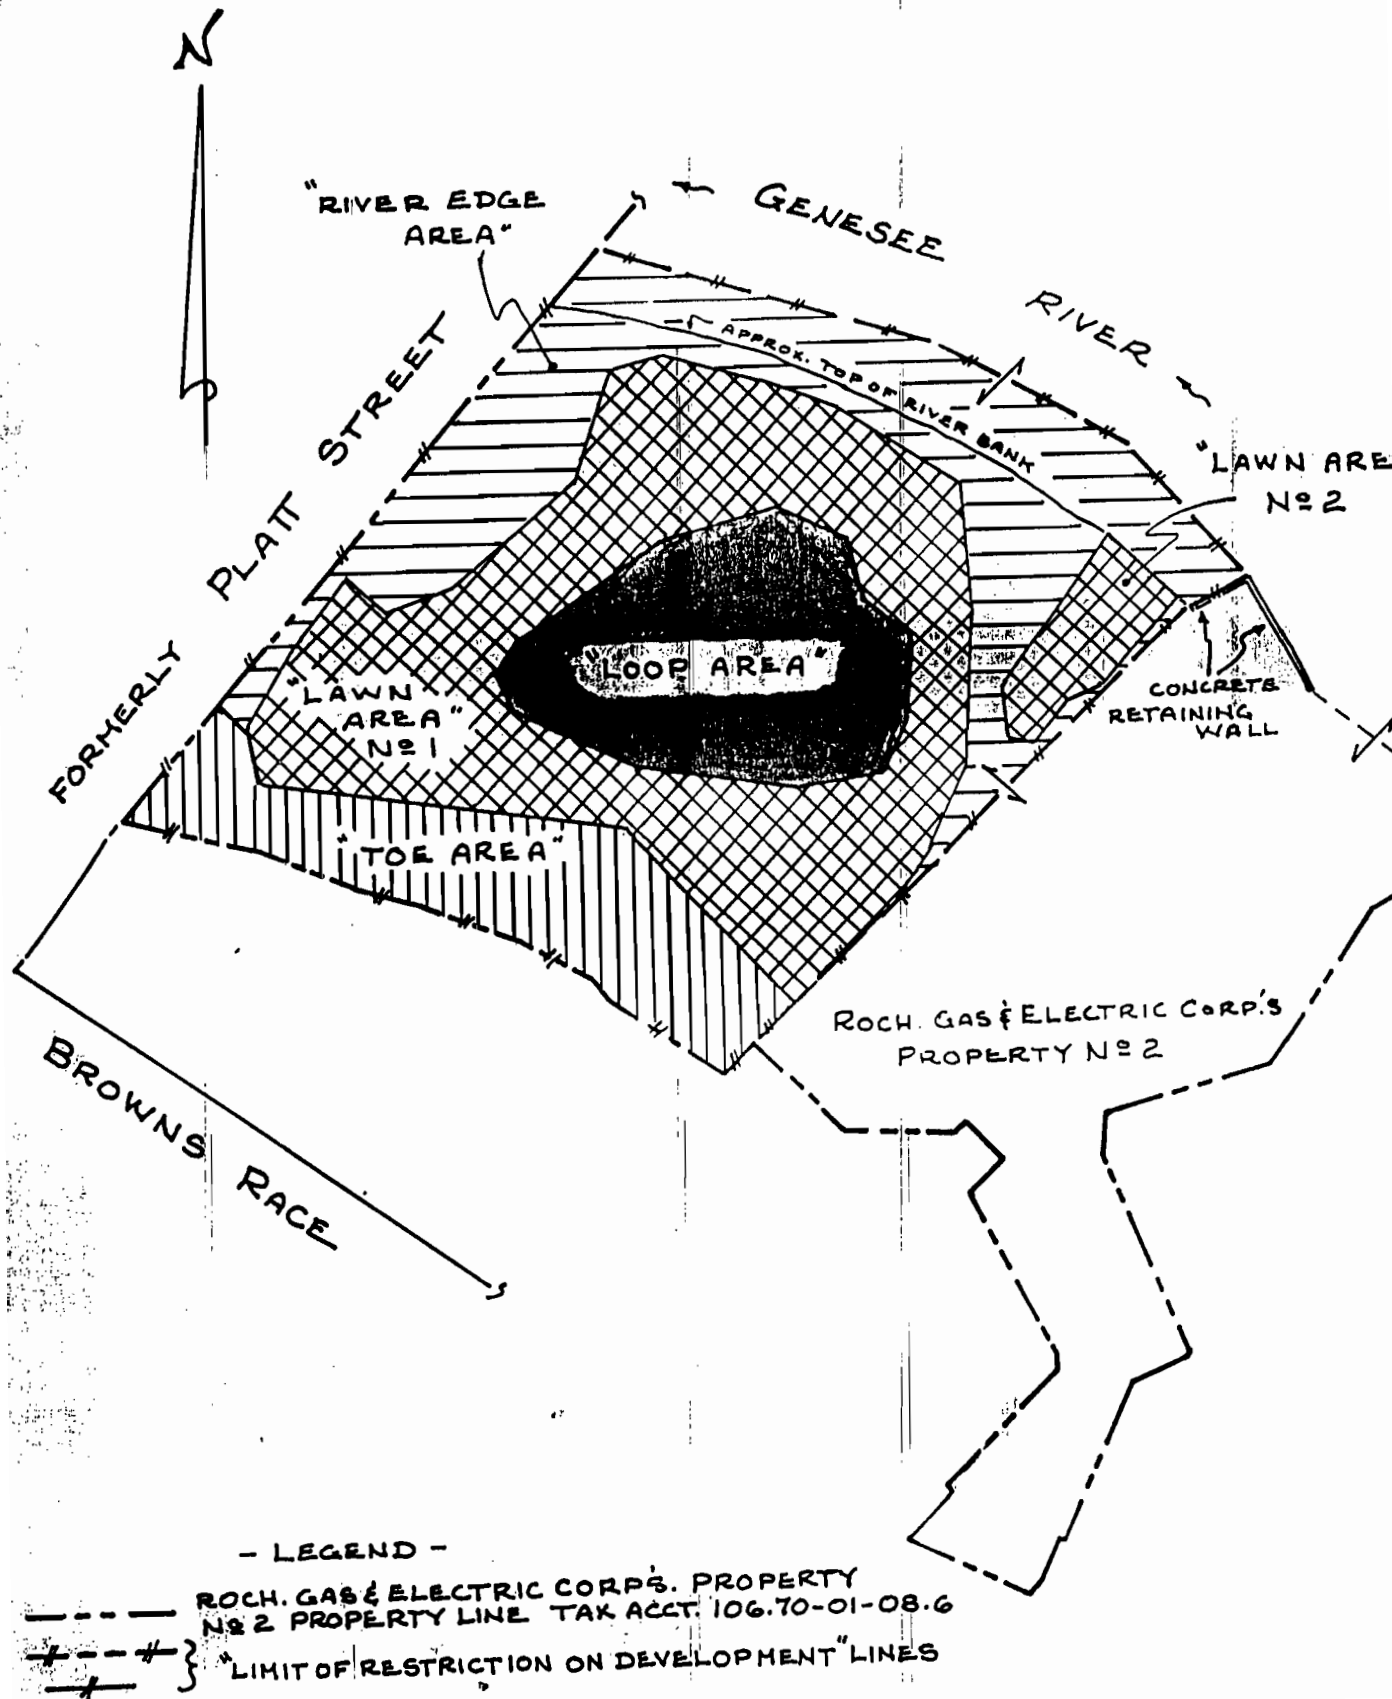 N
"RIVER EDGE
AREA"
GENESEE
RIVER
APPROX. TOP OF RIVER BANK
"LAWN ARE
Nº 2
FORMERLY PLATT STREET
"LOOP AREA"
"LAWN
AREA"
Nº 1
CONCRETE
RETAINING
WALL
"TOE AREA"
ROCH. GAS & ELECTRIC CORP.'S
PROPERTY Nº 2
BROWNS RACE
- LEGEND -
ROCH. GAS & ELECTRIC CORP'S. PROPERTY
Nº 2 PROPERTY LINE TAX ACCT. 106.70-01-08.6
"LIMIT OF RESTRICTION ON DEVELOPMENT" LINES